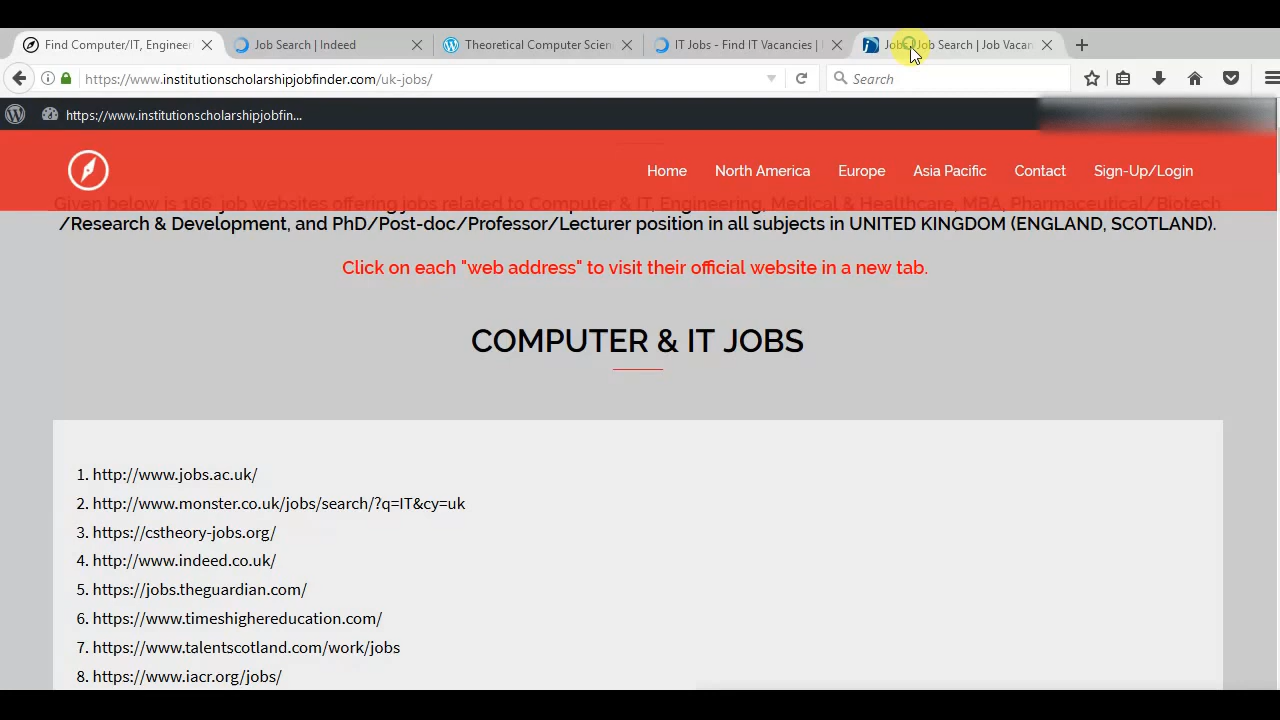 Find Computer/IT, Engineer
Job Search | Indeed
Theoretical Computer Scien
IT Jobs - Find IT Vacancies |
Jobs, Job Search | Job Vacan
https://www.institutionscholarshipjobfinder.com/uk-jobs/
Search
https://www.institutionscholarshipjobfin...
Home
North America
Europe
Asia Pacific
Contact
Sign-Up/Login
Given below is 166 job websites offering jobs related to Computer & IT, Engineering, Medical & Healthcare, MBA, Pharmaceutical/Biotech
/Research & Development, and PhD/Post-doc/Professor/Lecturer position in all subjects in UNITED KINGDOM (ENGLAND, SCOTLAND).
Click on each "web address" to visit their official website in a new tab.
COMPUTER & IT JOBS
1. http://www.jobs.ac.uk/
2. http://www.monster.co.uk/jobs/search/?q=IT&cy=uk
3. https://cstheory-jobs.org/
4. http://www.indeed.co.uk/
5. https://jobs.theguardian.com/
6. https://www.timeshighereducation.com/
7. https://www.talentscotland.com/work/jobs
8. https://www.iacr.org/jobs/